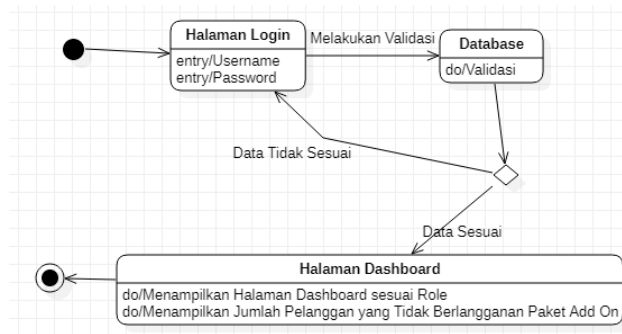 Halaman Login
entry/Username
entry/Password
Melakukan Validasi
Database
do/Validasi
Data Tidak Sesuai
Data Sesuai
Halaman Dashboard
do/Menampilkan Halaman Dashboard sesuai Role
do/Menampilkan Jumlah Pelanggan yang Tidak Berlangganan Paket Add On